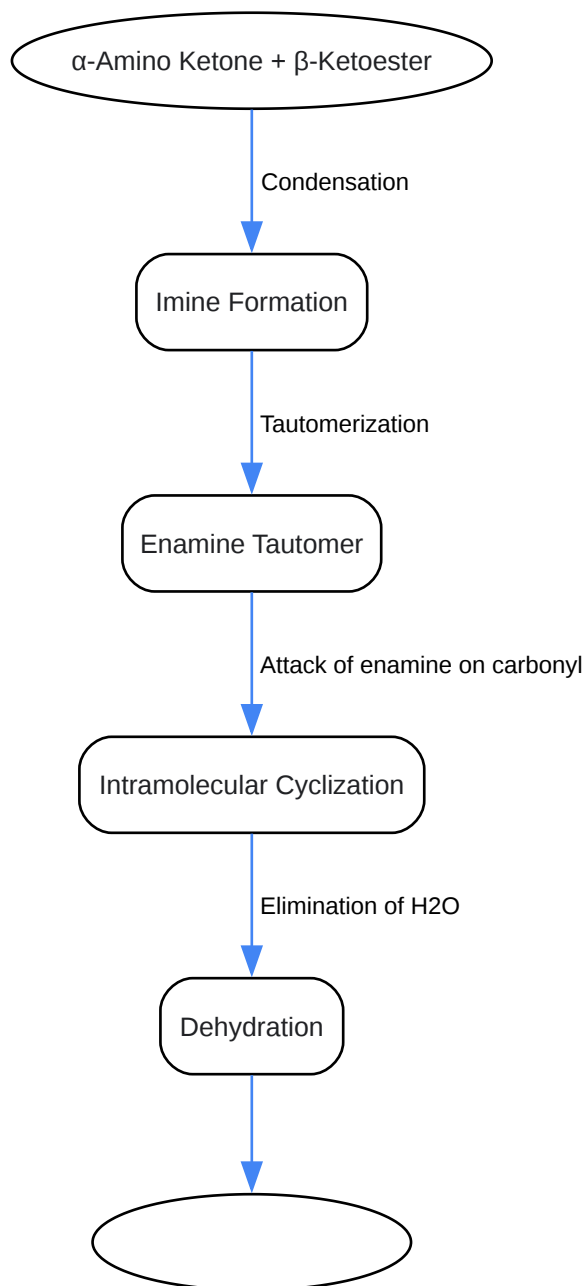 α-Amino Ketone + β-Ketoester
Condensation
Imine Formation
Tautomerization
Enamine Tautomer
Attack of enamine on carbonyl
Intramolecular Cyclization
Elimination of H2O
Dehydration